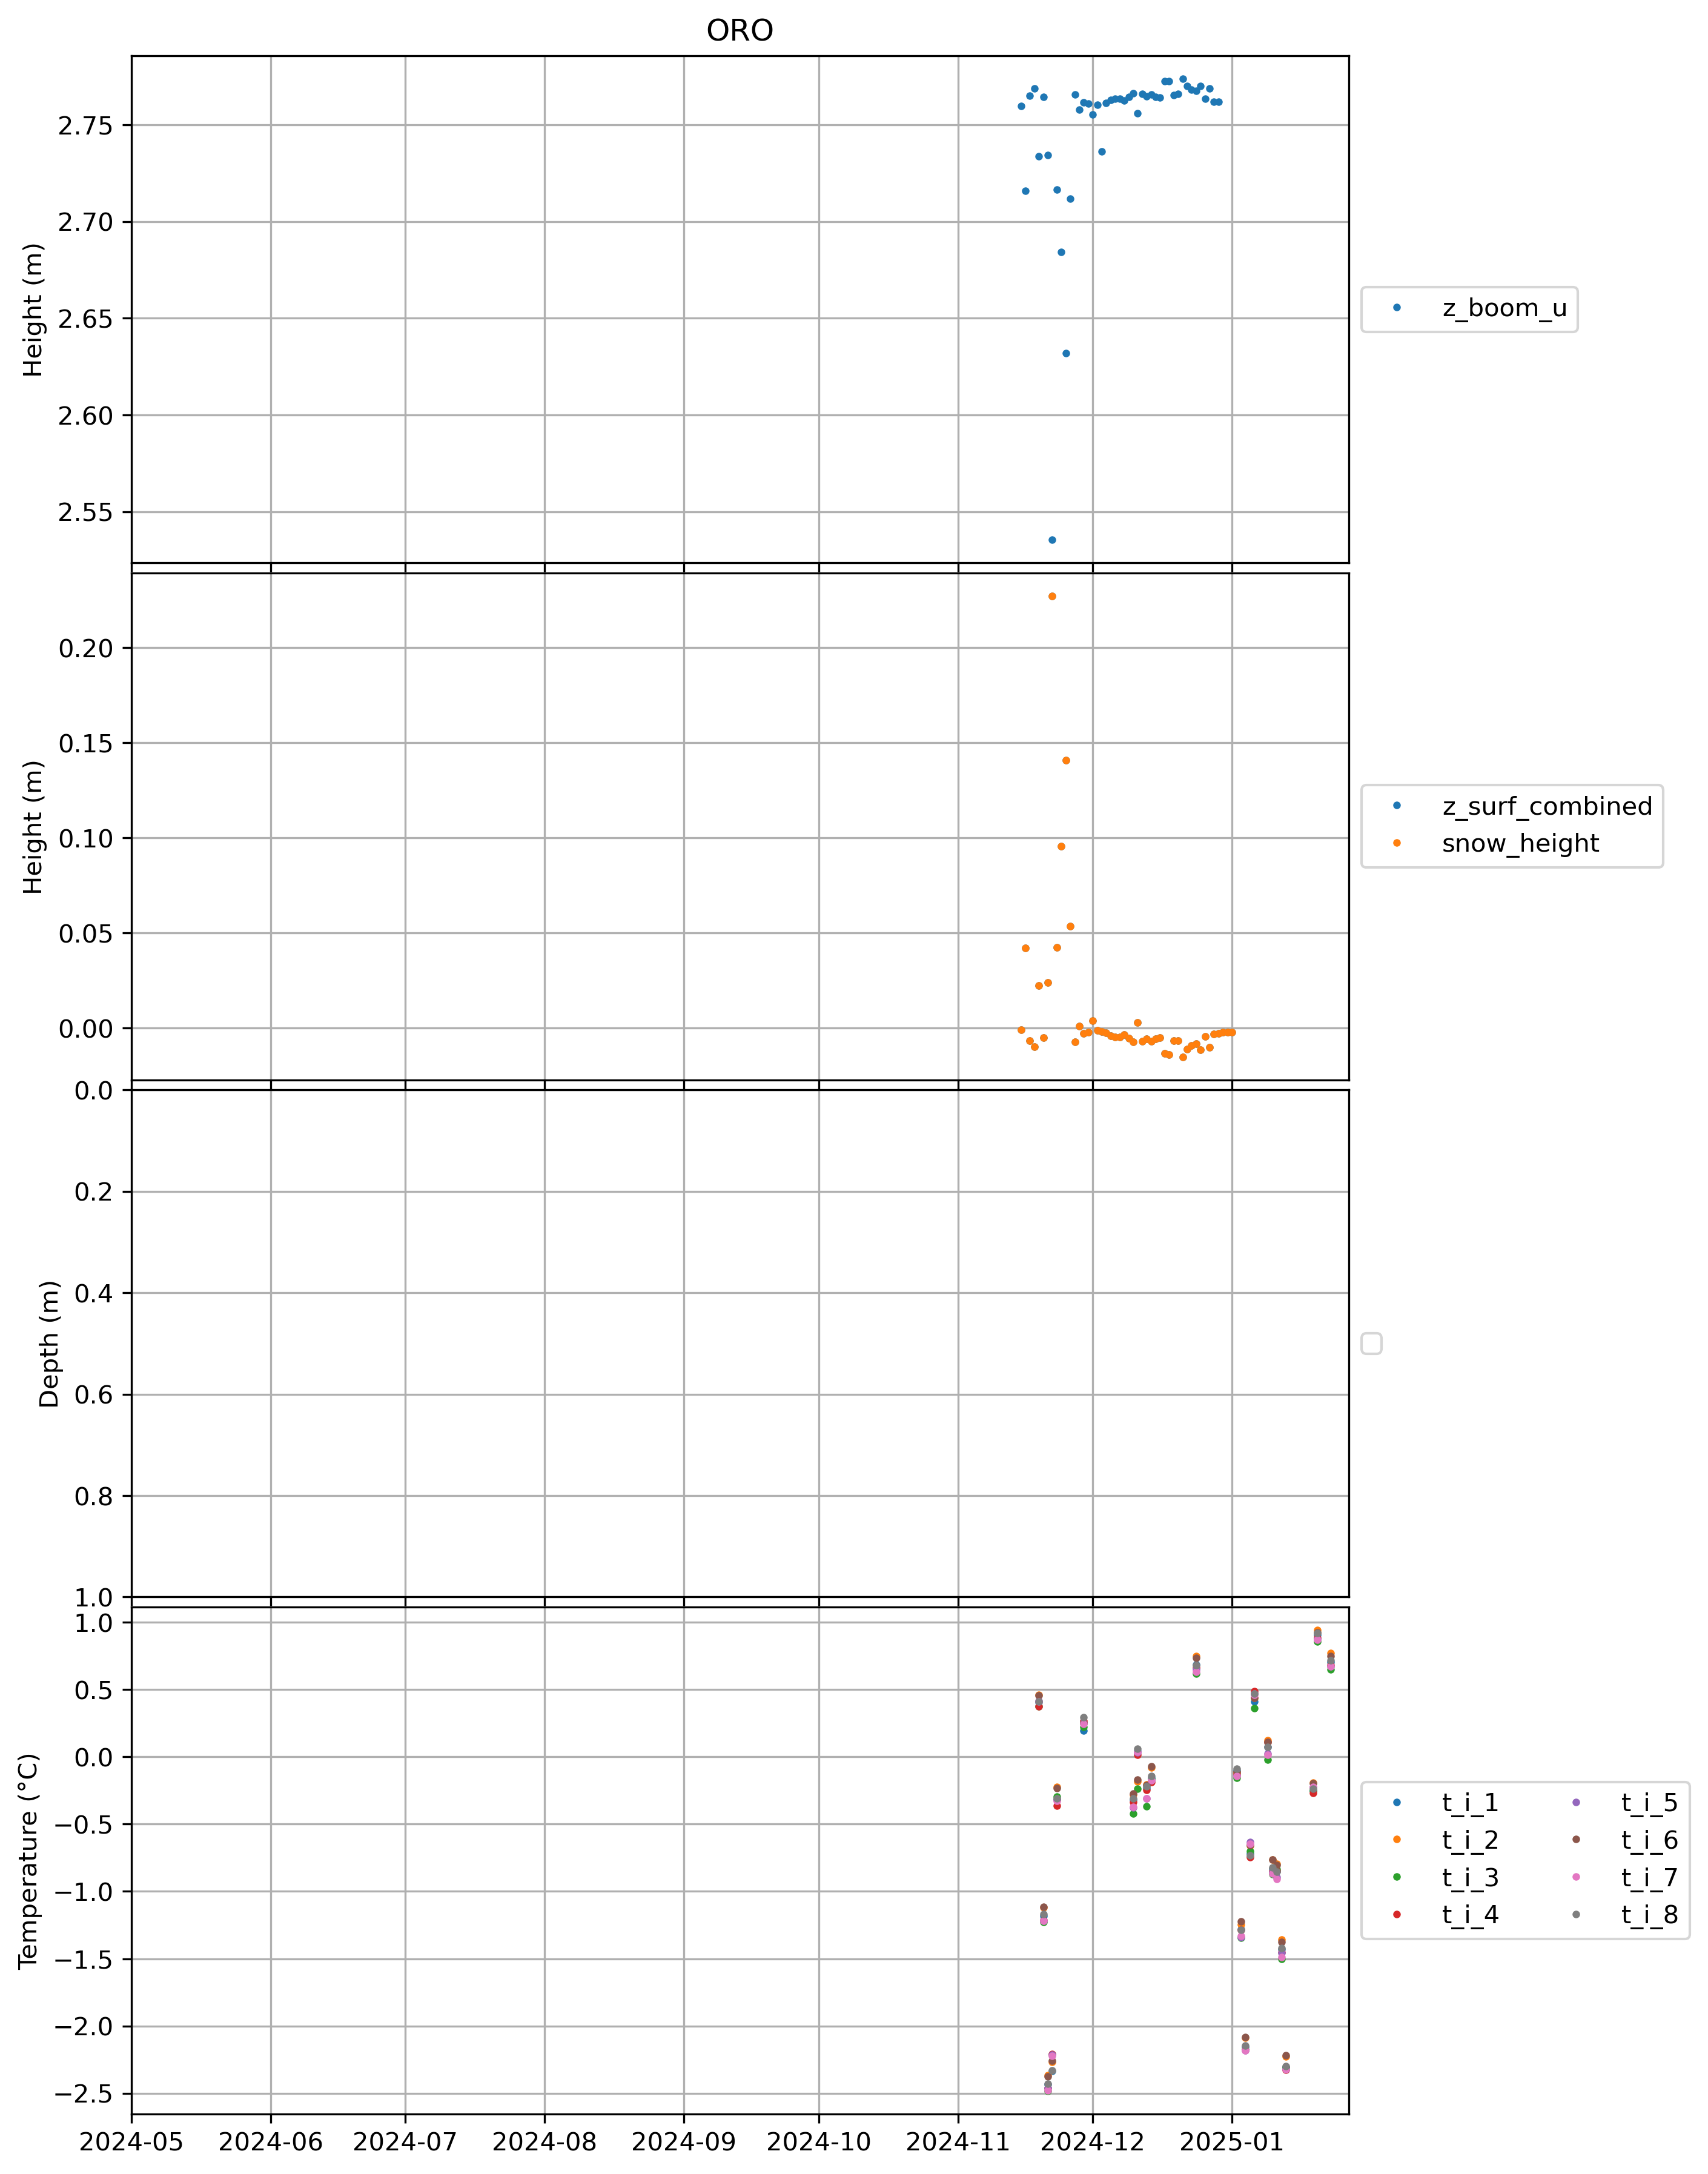 ORO
2.75
2.70
2.65
2.60
2.55
Height (m)
z_boom_u
0.20
0.15
0.10
0.05
0.00
Height (m)
z_surf_combined
snow_height
0.0
0.2
0.4
0.6
0.8
1.0
Depth (m)
1.0
0.5
0.0
−0.5
−1.0
−1.5
−2.0
−2.5
Temperature (°C)
t_i_1
t_i_2
t_i_3
t_i_4
t_i_5
t_i_6
t_i_7
t_i_8
2024-05 2024-06 2024-07 2024-08 2024-09 2024-10 2024-11 2024-12 2025-01